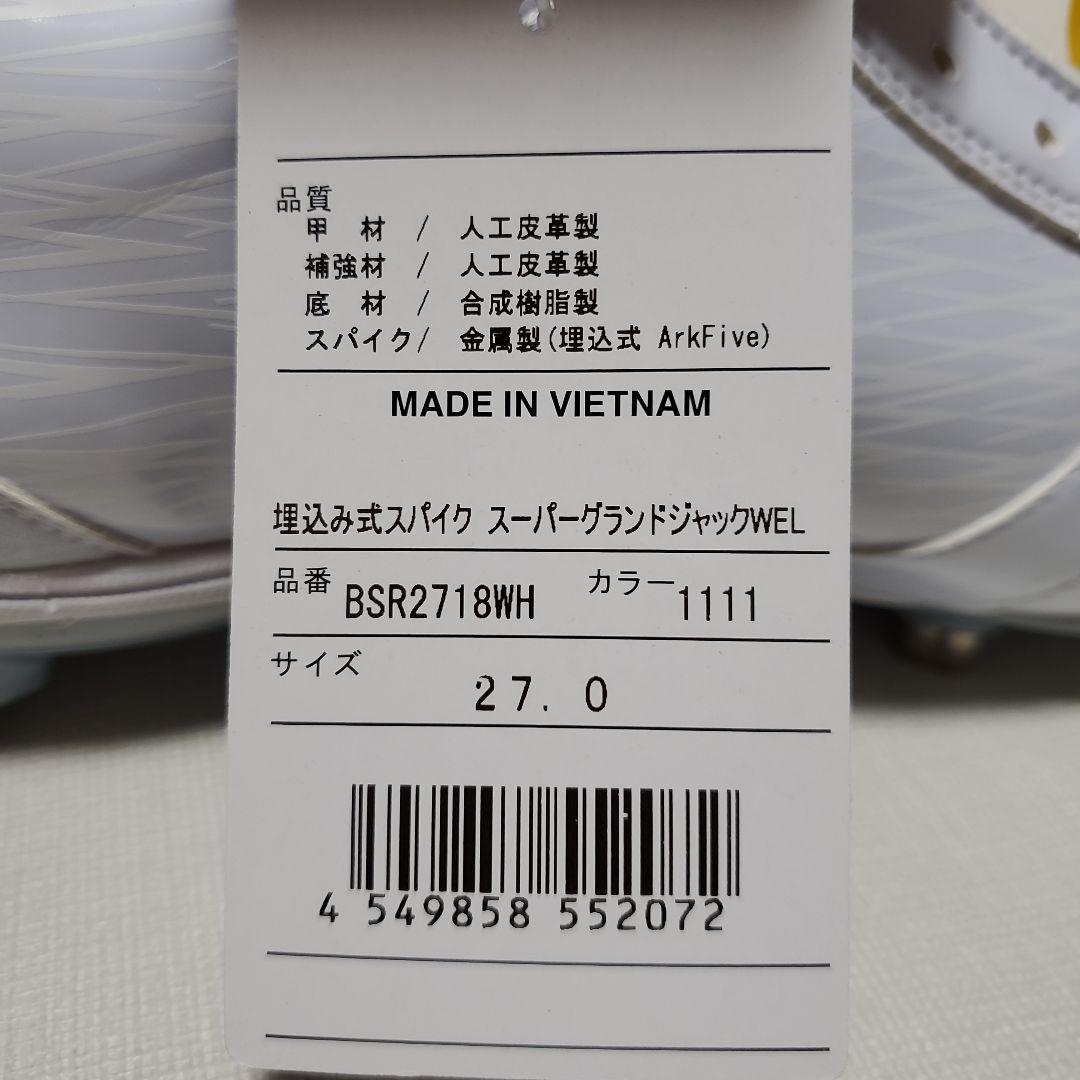 品質
甲 材 / 人工皮革製
補強材 / 人工皮革製
底 材 / 合成樹脂製
スパイク/ 金属製(埋込式 ArkFive)
MADE IN VIETNAM
埋込み式スパイク スーパーグランドジャックWEL
品番 BSR2718WH カラー 1111
サイズ
27.0
4 549858 552072